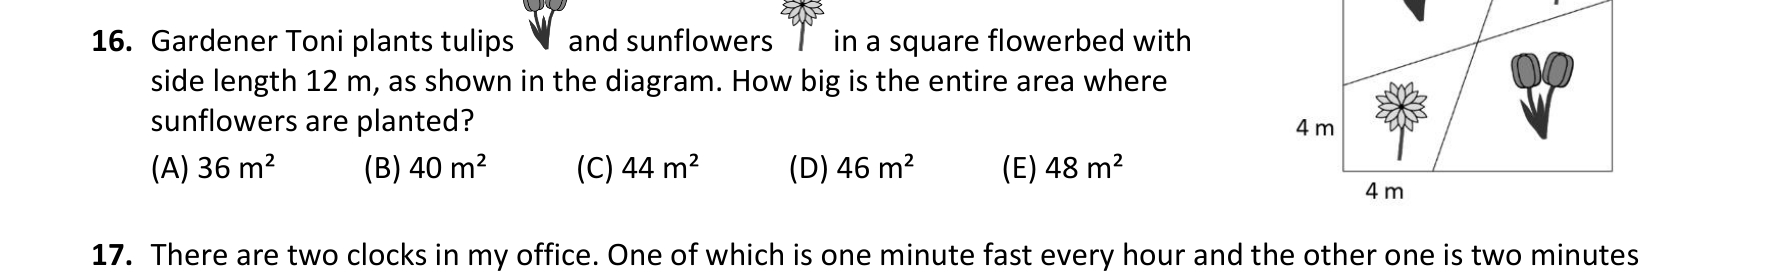 16. Gardener Toni plants tulips and sunflowers in a square flowerbed with
side length 12 m, as shown in the diagram. How big is the entire area where
sunflowers are planted?
(A) 36 m² (B) 40 m² (C) 44 m² (D) 46 m² (E) 48 m²
4 m
4 m
17. There are two clocks in my office. One of which is one minute fast every hour and the other one is two minutes